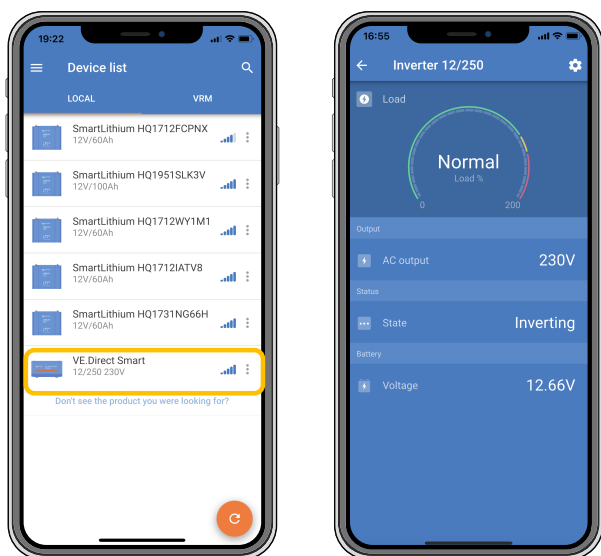 19:22
Device list
LOCAL VRM
SmartLithium HQ1712FCPNX
12V/60Ah
SmartLithium HQ1951SLK3V
12V/100Ah
SmartLithium HQ1712WY1M1
12V/60Ah
SmartLithium HQ1712IATV8
12V/60Ah
SmartLithium HQ1731NG66H
12V/60Ah
VE.Direct Smart
12/250 230V
Don't see the product you were looking for?
16:55
Inverter 12/250
Load
Normal
Load %
0 200
Output
AC output 230V
Status
State Inverting
Battery
Voltage 12.66V